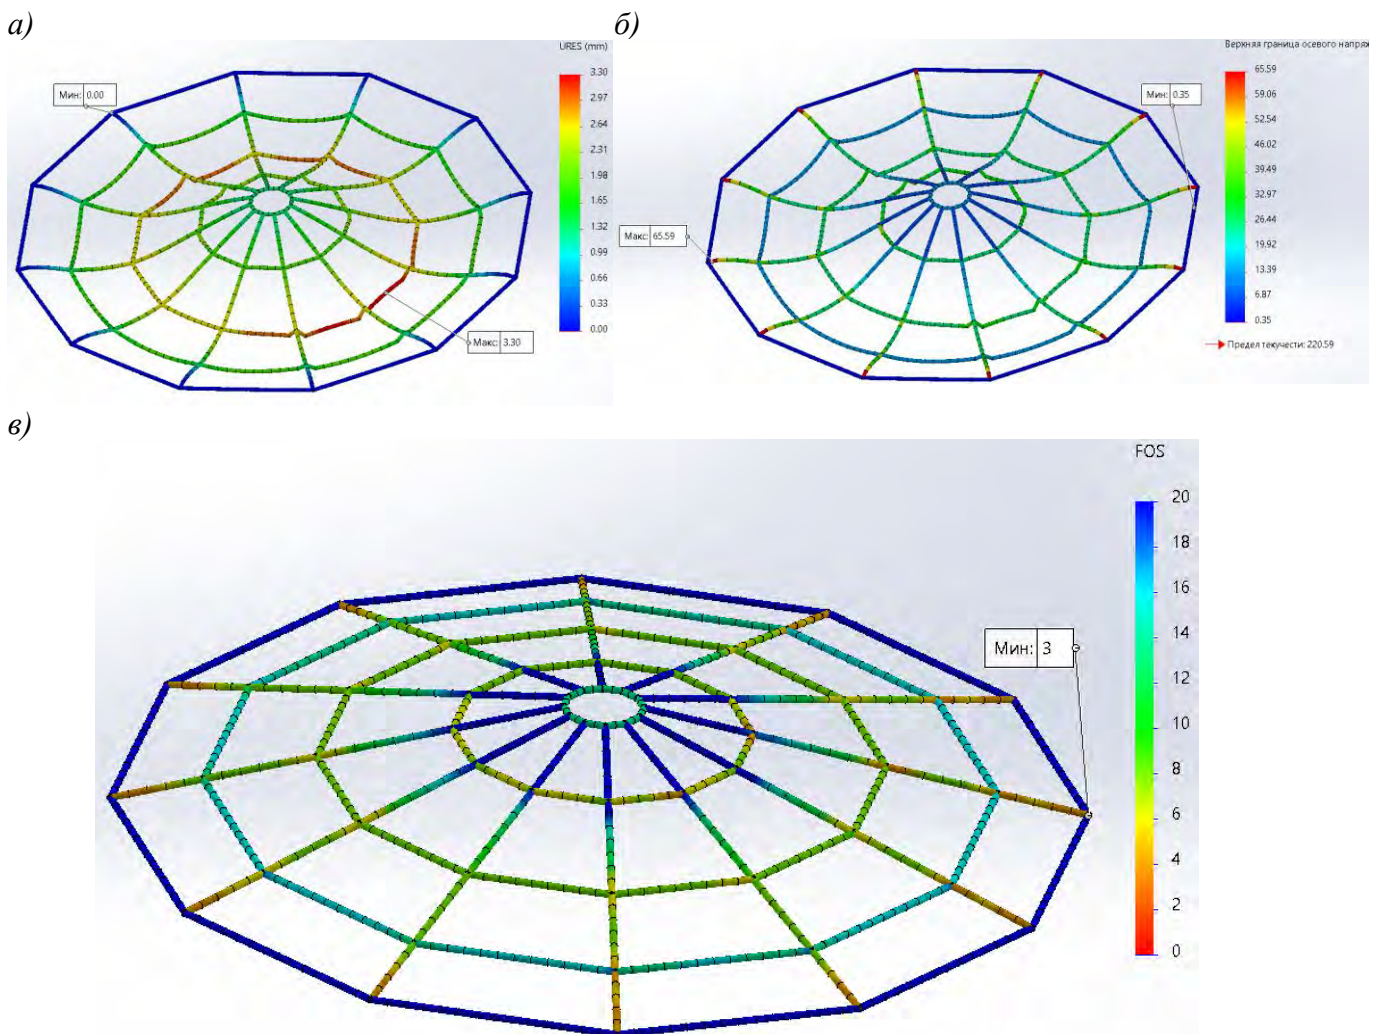 а)
б)
URES (mm)
3.30
2.97
2.64
2.31
1.98
1.65
1.32
0.99
0.66
0.33
0.00
Мин: 0.00
Макс: 3.30
Верхняя граница осевого напряж
65.59
59.06
52.54
46.02
39.49
32.97
26.44
19.92
13.39
6.87
0.35
Предел текучести: 220.59
Мин: 0.35
Макс: 65.59
в)
FOS
20
18
16
14
12
10
8
6
4
2
0
Мин: 3